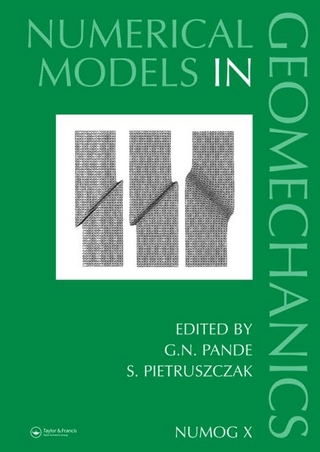 NUMERICAL
MODELS IN
GEOMECHANICS
EDITED BY
G.N. PANDE
S. PIETRUSZCZAK
Taylor & Francis
NUMOG X